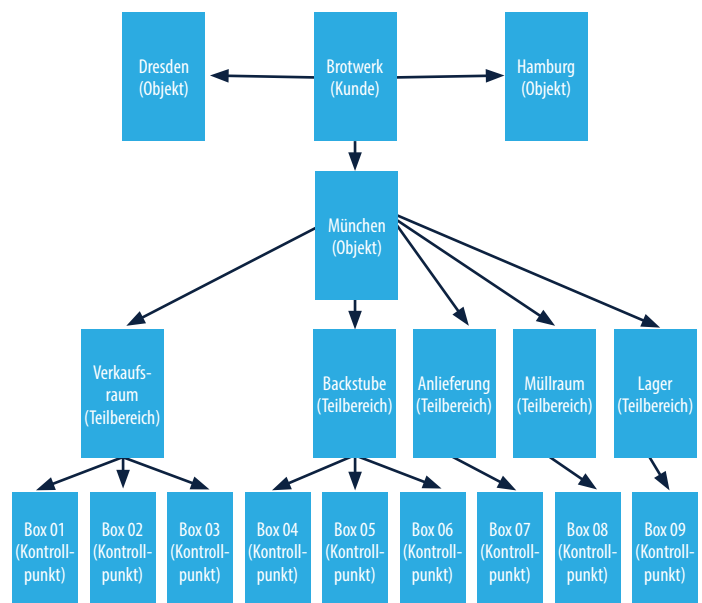 Dresden
(Objekt)
Brotwerk
(Kunde)
Hamburg
(Objekt)
München
(Objekt)
Verkaufs-
raum
(Teilbereich)
Backstube
(Teilbereich)
Anlieferung
(Teilbereich)
Müllraum
(Teilbereich)
Lager
(Teilbereich)
Box 01
(Kontroll-
punkt)
Box 02
(Kontroll-
punkt)
Box 03
(Kontroll-
punkt)
Box 04
(Kontroll-
punkt)
Box 05
(Kontroll-
punkt)
Box 06
(Kontroll-
punkt)
Box 07
(Kontroll-
punkt)
Box 08
(Kontroll-
punkt)
Box 09
(Kontroll-
punkt)